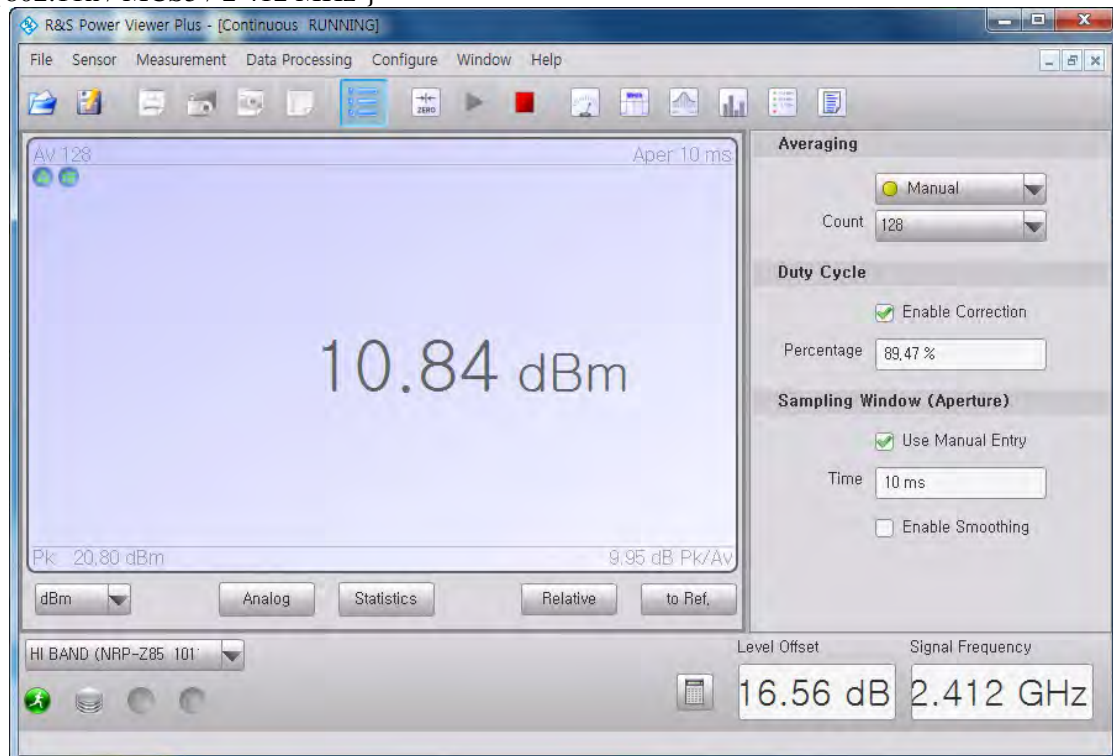 R&S Power Viewer Plus - [Continuous RUNNING]
File Sensor Measurement Data Processing Configure Window Help
ZERO
Av 128 Aper 10 ms
10.84 dBm
Pk 20,80 dBm 9,95 dB Pk/Av
dBm Analog Statistics Relative to Ref,
Averaging
Manual
Count 128
Duty Cycle
Enable Correction
Percentage 89,47 %
Sampling Window (Aperture)
Use Manual Entry
Time 10 ms
Enable Smoothing
HI BAND (NRP-Z85 101
Level Offset Signal Frequency
16.56 dB 2.412 GHz